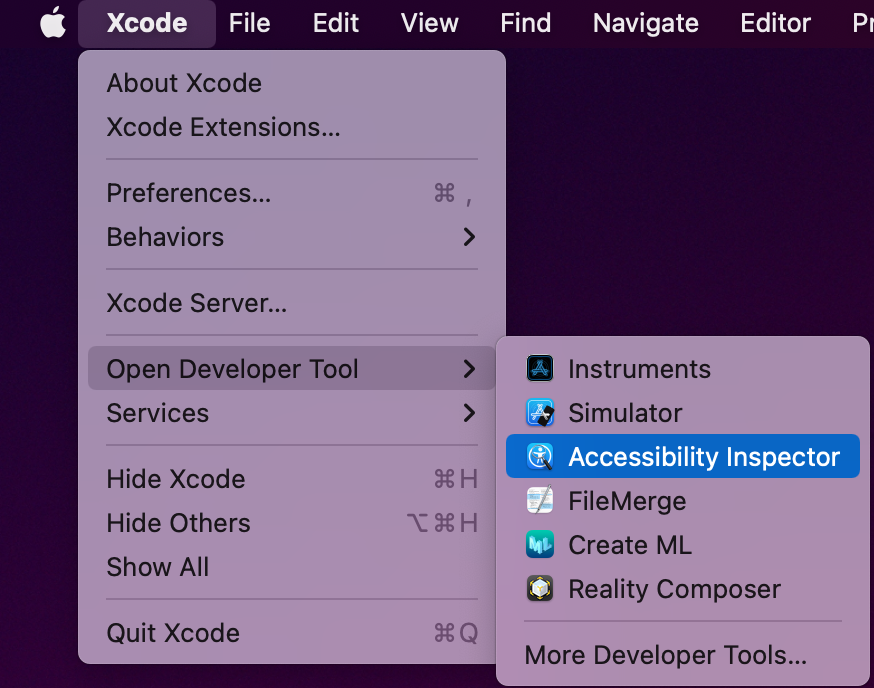 Xcode File Edit View Find Navigate Editor Pr
About Xcode
Xcode Extensions...
Preferences... ⌘ ,
Behaviors
Xcode Server...
Open Developer Tool
Services
Hide Xcode ⌘H
Hide Others ⌥⌘H
Show All
Quit Xcode ⌘Q
Instruments
Simulator
Accessibility Inspector
FileMerge
Create ML
Reality Composer
More Developer Tools...